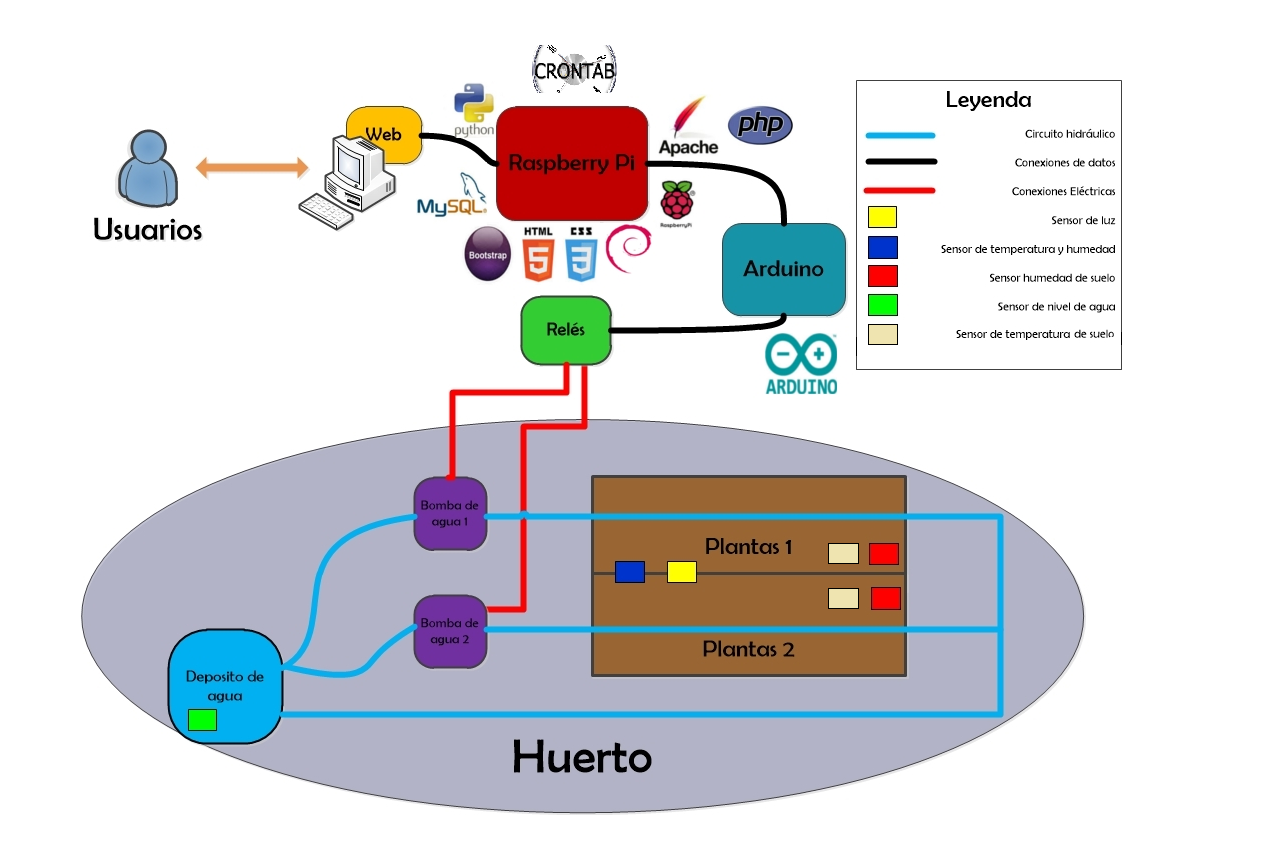 CRONTAB
Web
python
Raspberry Pi
Apache
php
MySQL
RaspberryPi
Usuarios
Bootstrap
HTML
5
CSS
3
Arduino
Relés
ARDUINO
Leyenda
Circuito hidráulico
Conexiones de datos
Conexiones Eléctricas
Sensor de luz
Sensor de temperatura y humedad
Sensor humedad de suelo
Sensor de nivel de agua
Sensor de temperatura de suelo
Bomba de
agua 1
Plantas 1
Bomba de
agua 2
Plantas 2
Deposito de
agua
Huerto